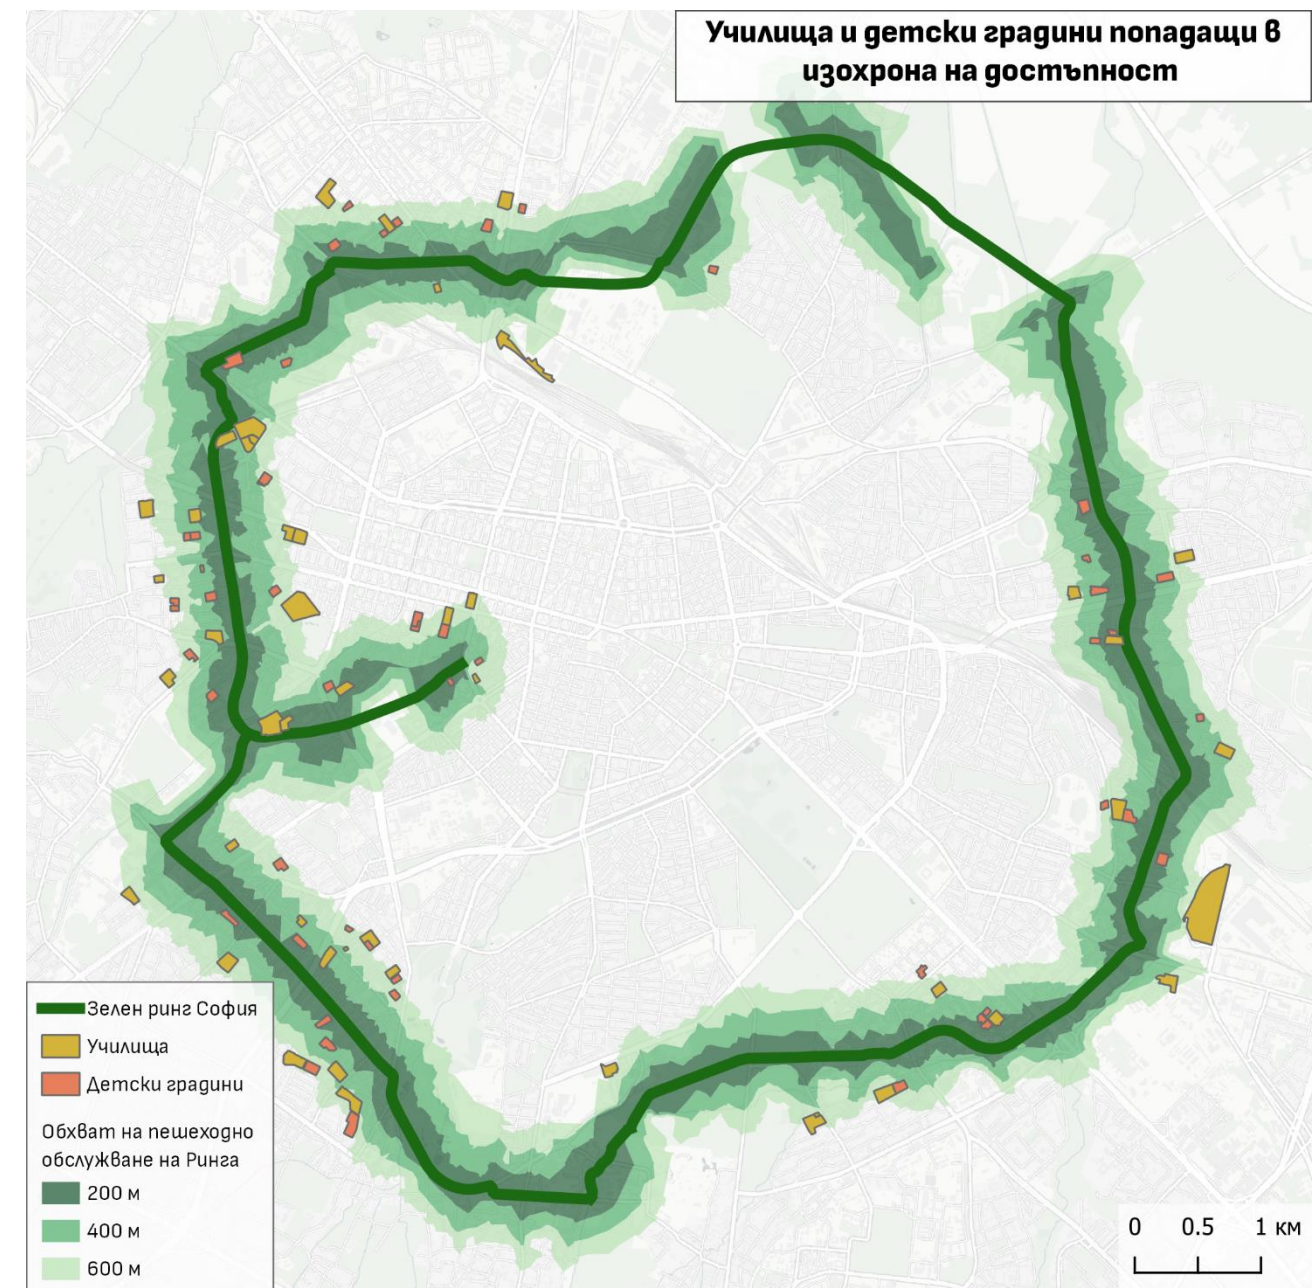 Училища и детски градини попадащи в
изохрона на достъпност
Зелен ринг София
Училища
Детски градини
Обхват на пешеходно
обслужване на Ринга
200 м
400 м
600 м
0 0.5 1 км